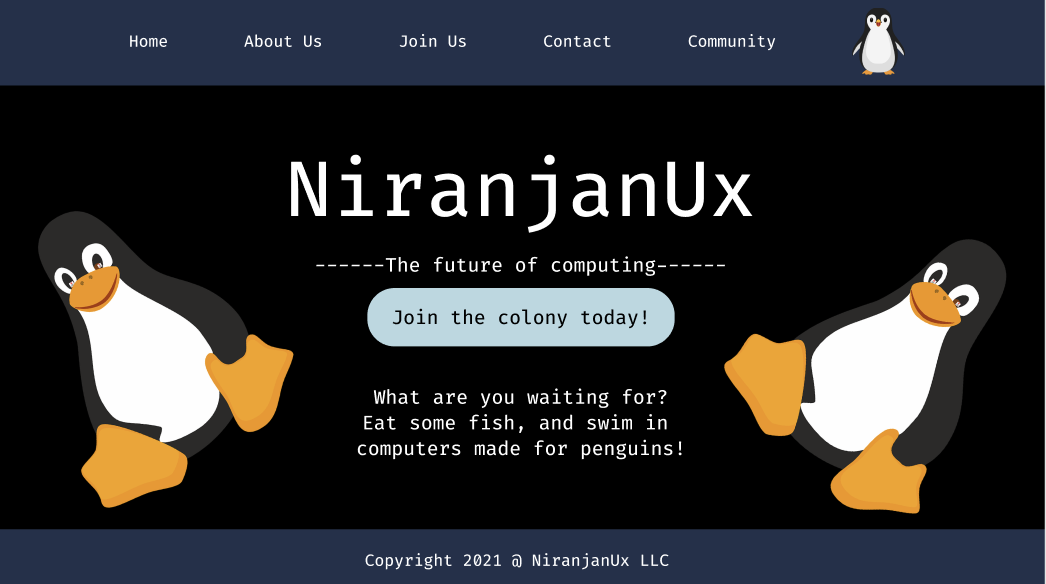 Home About Us Join Us Contact Community
NiranjanUx
------The future of computing------
Join the colony today!
What are you waiting for?
Eat some fish, and swim in
computers made for penguins!
Copyright 2021 @ NiranjanUx LLC